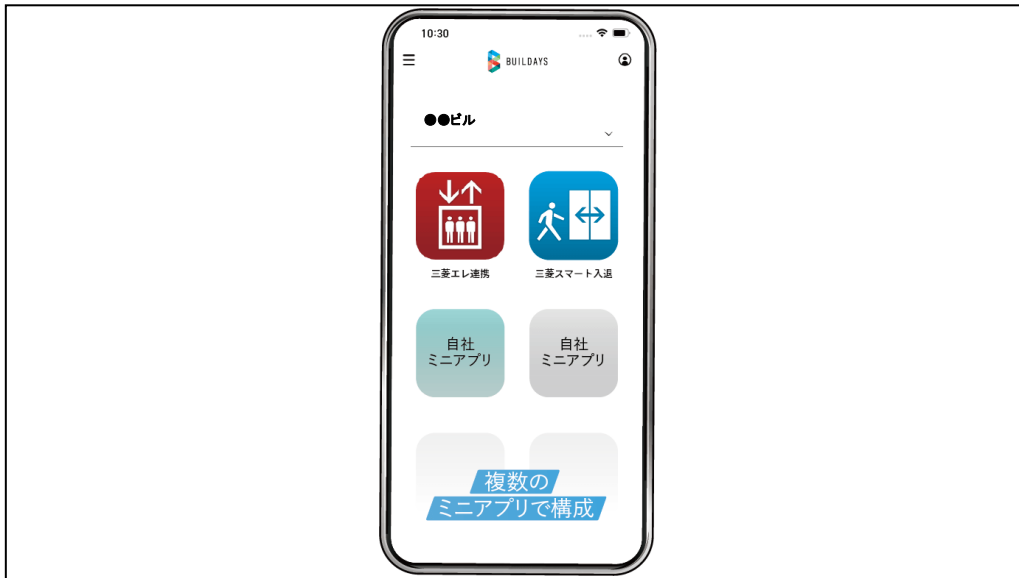 10:30
BUILDAYS
●●ビル
三菱エレ連携
三菱スマート入退
自社
ミニアプリ
自社
ミニアプリ
複数の
ミニアプリで構成